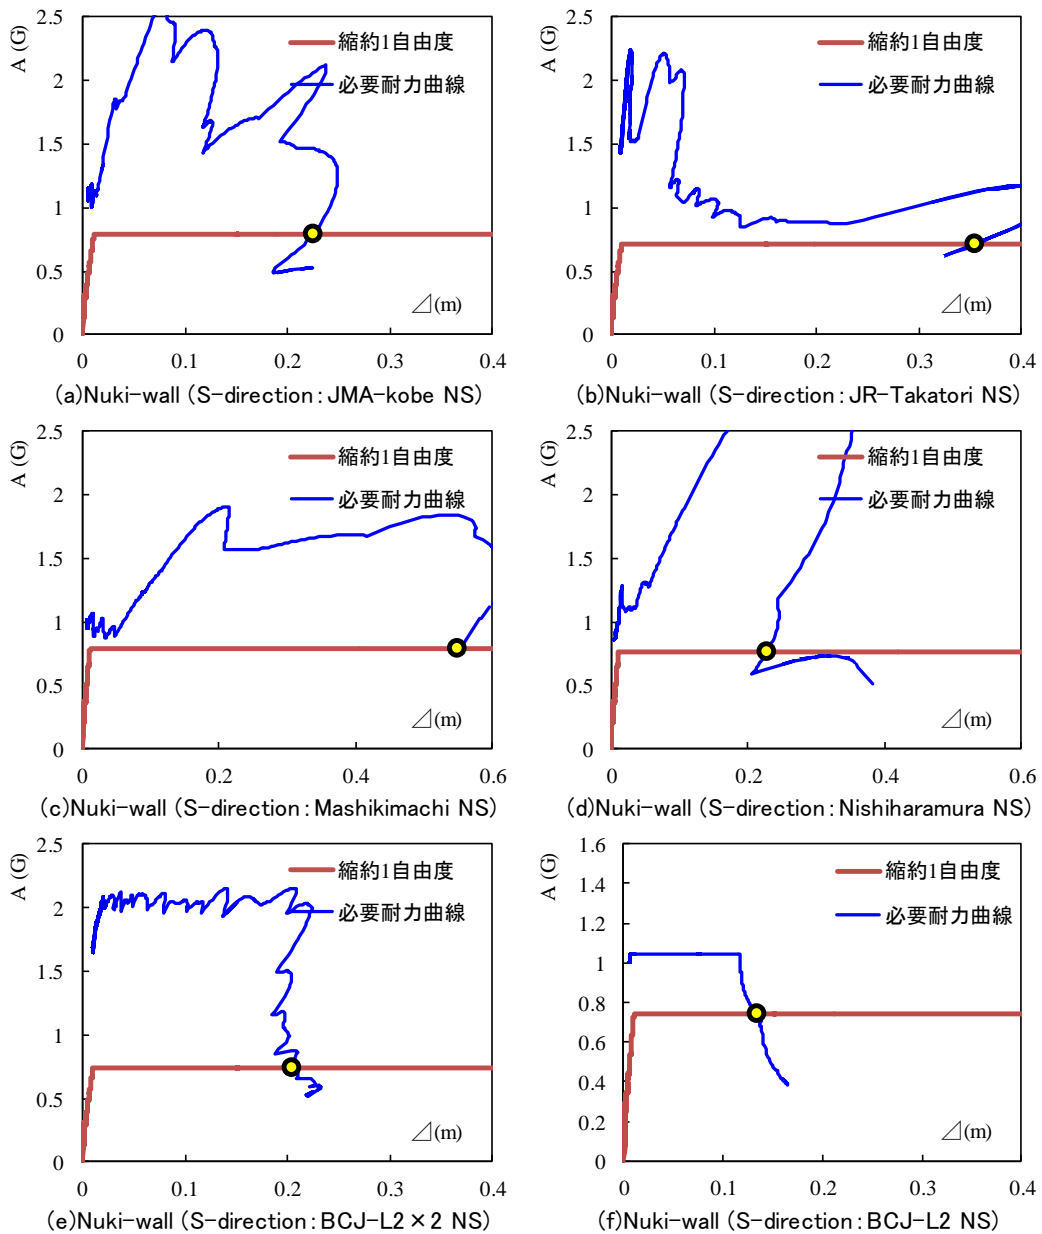 A (G)
2.5
2
1.5
1
0.5
0
縮約1自由度
必要耐力曲線
⊿(m)
0 0.1 0.2 0.3 0.4
(a)Nuki-wall (S-direction:JMA-kobe NS)
A (G)
2.5
2
1.5
1
0.5
0
縮約1自由度
必要耐力曲線
⊿(m)
0 0.1 0.2 0.3 0.4
(b)Nuki-wall (S-direction:JR-Takatori NS)
A (G)
2.5
2
1.5
1
0.5
0
縮約1自由度
必要耐力曲線
⊿(m)
0 0.2 0.4 0.6
(c)Nuki-wall (S-direction:Mashikimachi NS)
A (G)
2.5
2
1.5
1
0.5
0
縮約1自由度
必要耐力曲線
⊿(m)
0 0.2 0.4 0.6
(d)Nuki-wall (S-direction:Nishiharamura NS)
A (G)
2.5
2
1.5
1
0.5
0
縮約1自由度
必要耐力曲線
⊿(m)
0 0.1 0.2 0.3 0.4
(e)Nuki-wall (S-direction:BCJ-L2×2 NS)
A (G)
1.6
1.4
1.2
1
0.8
0.6
0.4
0.2
0
縮約1自由度
必要耐力曲線
⊿(m)
0 0.1 0.2 0.3 0.4
(f)Nuki-wall (S-direction:BCJ-L2 NS)